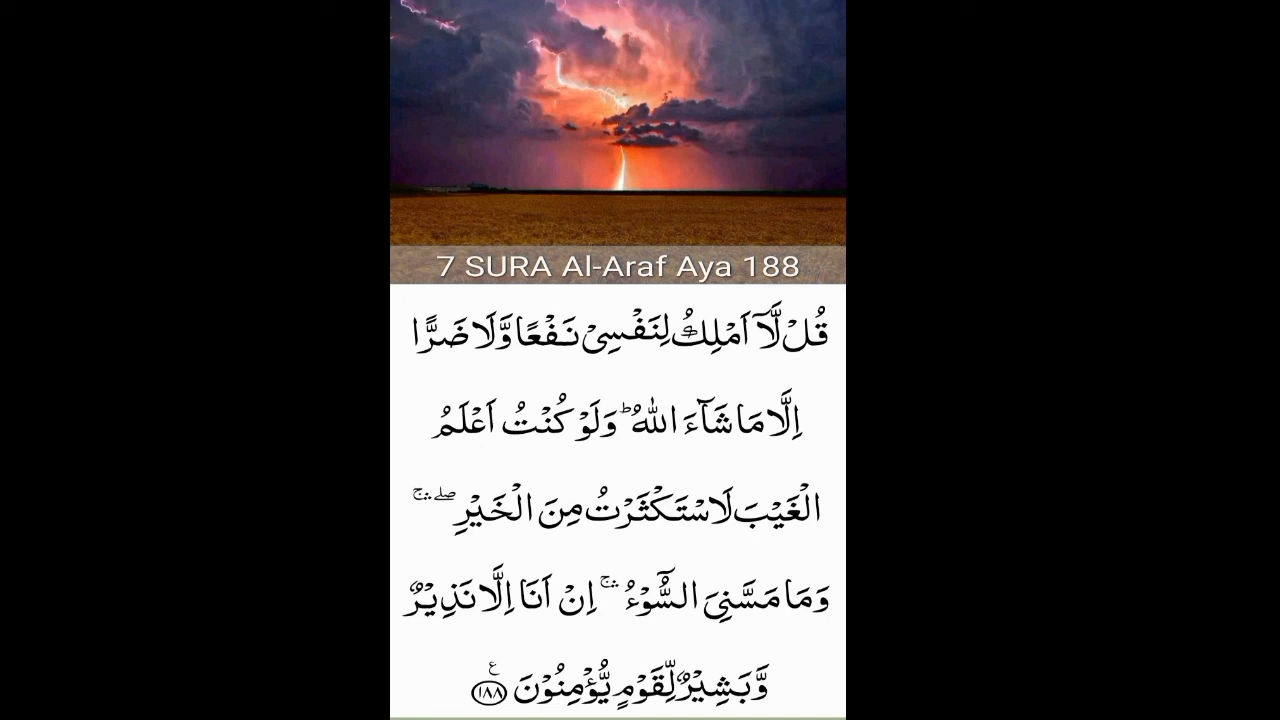 7 SURA Al-Araf Aya 188
قُلْ لَّاۤ اَمْلِكُ لِنَفْسِیْ نَفْعًا وَّلَا ضَرًّا
اِلَّا مَا شَآءَ اللّٰهُ ؕ وَلَوْ كُنْتُ اَعْلَمُ
الْغَیْبَ لَاسْتَكْثَرْتُ مِنَ الْخَیْرِ ۖۛۚ
وَمَا مَسَّنِیَ السُّوْٓءُ ۛۚ اِنْ اَنَا اِلَّا نَذِیْرٌ
وَّبَشِیْرٌ لِّقَوْمٍ یُّؤْمِنُوْنَ ﴿۱۸۸﴾ ع